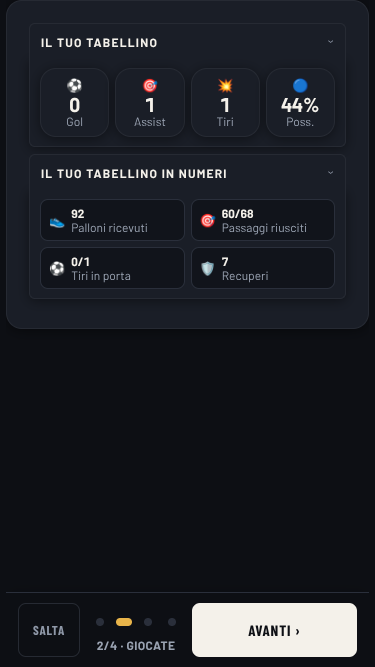 IL TUO TABELLINO
0
Gol
1
Assist
1
Tiri
44%
Poss.
IL TUO TABELLINO IN NUMERI
92
Palloni ricevuti
60/68
Passaggi riusciti
0/1
Tiri in porta
7
Recuperi
SALTA
2/4 · GIOCATE
AVANTI ›